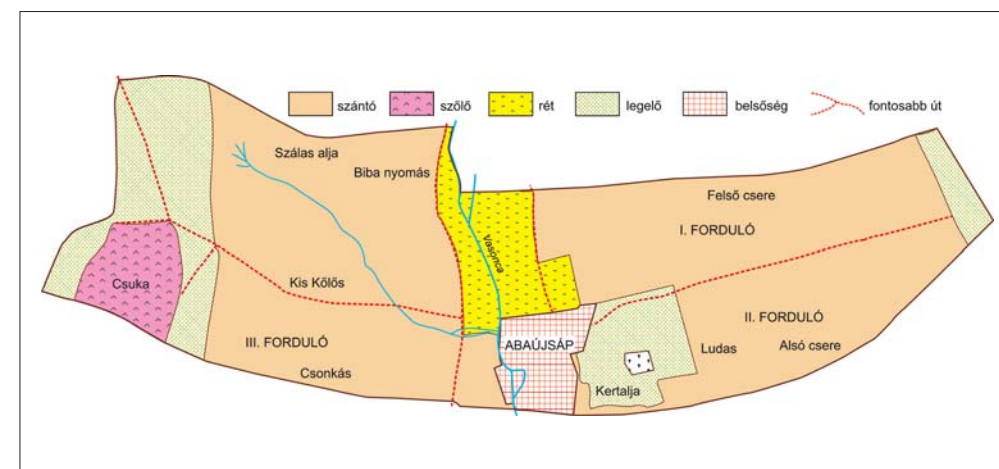 szántó szőlő rét legelő belsőség fontosabb út
Szálas alja
Biba nyomás
Felső csere
I. FORDULÓ
Vasonca
Csuka
Kis Kőlős
II. FORDULÓ
III. FORDULÓ
ABAÚJSÁP
Alsó csere
Ludas
Csonkás
Kertalja